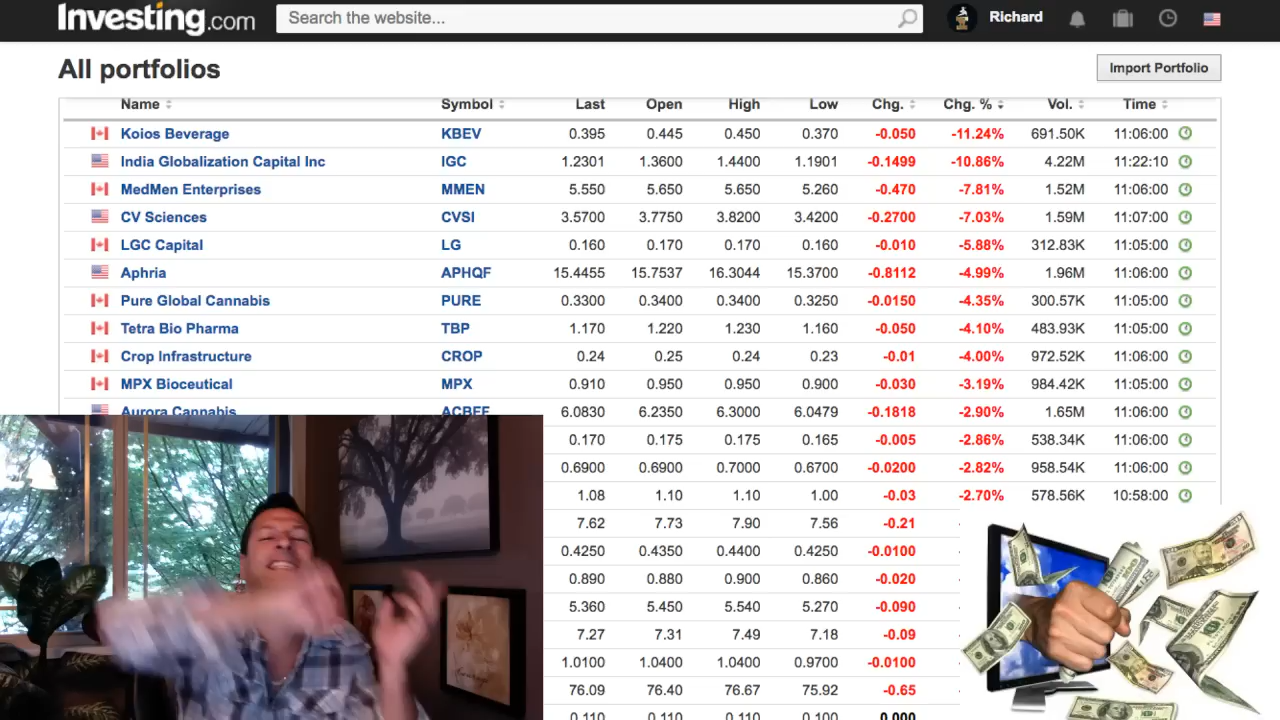 Investing.com Search the website... Richard
All portfolios Import Portfolio
Name Symbol Last Open High Low Chg. Chg. % Vol. Time
Koios Beverage KBEV 0.395 0.445 0.450 0.370 -0.050 -11.24% 691.50K 11:06:00
India Globalization Capital Inc IGC 1.2301 1.3600 1.4400 1.1901 -0.1499 -10.86% 4.22M 11:22:10
MedMen Enterprises MMEN 5.550 5.650 5.650 5.260 -0.470 -7.81% 1.52M 11:06:00
CV Sciences CVSI 3.5700 3.7750 3.8200 3.4200 -0.2700 -7.03% 1.59M 11:07:00
LGC Capital LG 0.160 0.170 0.170 0.160 -0.010 -5.88% 312.83K 11:05:00
Aphria APHQF 15.4455 15.7537 16.3044 15.3700 -0.8112 -4.99% 1.96M 11:06:00
Pure Global Cannabis PURE 0.3300 0.3400 0.3400 0.3250 -0.0150 -4.35% 300.57K 11:05:00
Tetra Bio Pharma TBP 1.170 1.220 1.230 1.160 -0.050 -4.10% 483.93K 11:06:00
Crop Infrastructure CROP 0.24 0.25 0.24 0.23 -0.01 -4.00% 972.52K 11:06:00
MPX Bioceutical MPX 0.910 0.950 0.950 0.900 -0.030 -3.19% 984.42K 11:05:00
Aurora Cannabis ACBFF 6.0830 6.2350 6.3000 6.0479 -0.1818 -2.90% 1.65M 11:06:00
0.170 0.175 0.175 0.165 -0.005 -2.86% 538.34K 11:06:00
0.6900 0.6900 0.7000 0.6700 -0.0200 -2.82% 958.54K 11:06:00
1.08 1.10 1.10 1.00 -0.03 -2.70% 578.56K 10:58:00
7.62 7.73 7.90 7.56 -0.21
0.4250 0.4350 0.4400 0.4250 -0.0100
0.890 0.880 0.900 0.860 -0.020
5.360 5.450 5.540 5.270 -0.090
7.27 7.31 7.49 7.18 -0.09
1.0100 1.0400 1.0400 0.9700 -0.0100
76.09 76.40 76.67 75.92 -0.65
0.110 0.110 0.110 0.100 0.000